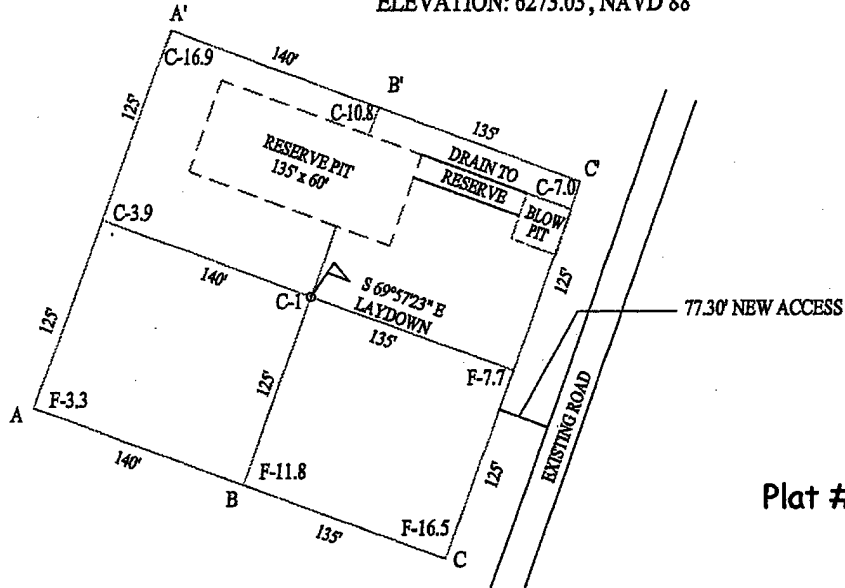 ELEVATION: 6273.03', NAVD 88
A'
C-16.9
140'
B'
C-10.8
135'
125'
RESERVE PIT
135' x 60'
DRAIN TO
RESERVE
C-7.0
C'
BLOW
PIT
C-3.9
140'
C-1
S 69°57'23" E
LAYDOWN
135'
125'
77.30' NEW ACCESS
F-7.7
125'
125'
EXISTING ROAD
A
F-3.3
140'
B
F-11.8
125'
135'
F-16.5
C
Plat #